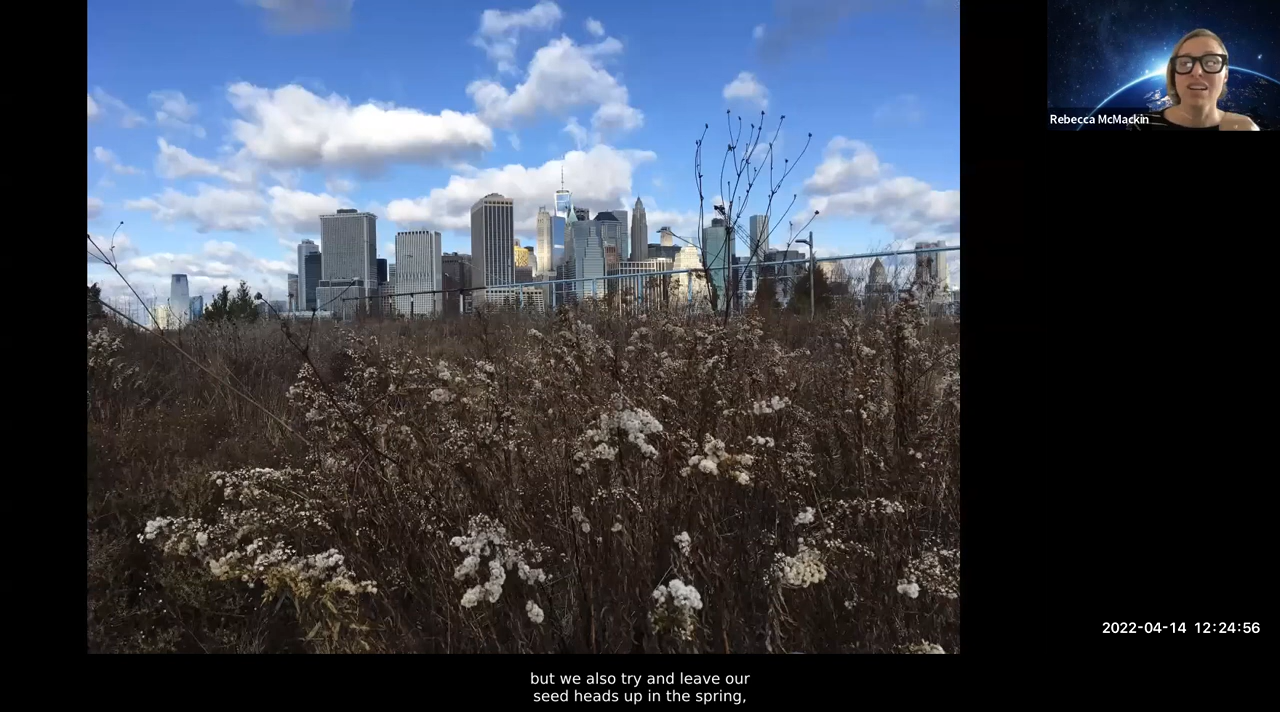 Rebecca McMackin
2022-04-14 12:24:56
but we also try and leave our
seed heads up in the spring,